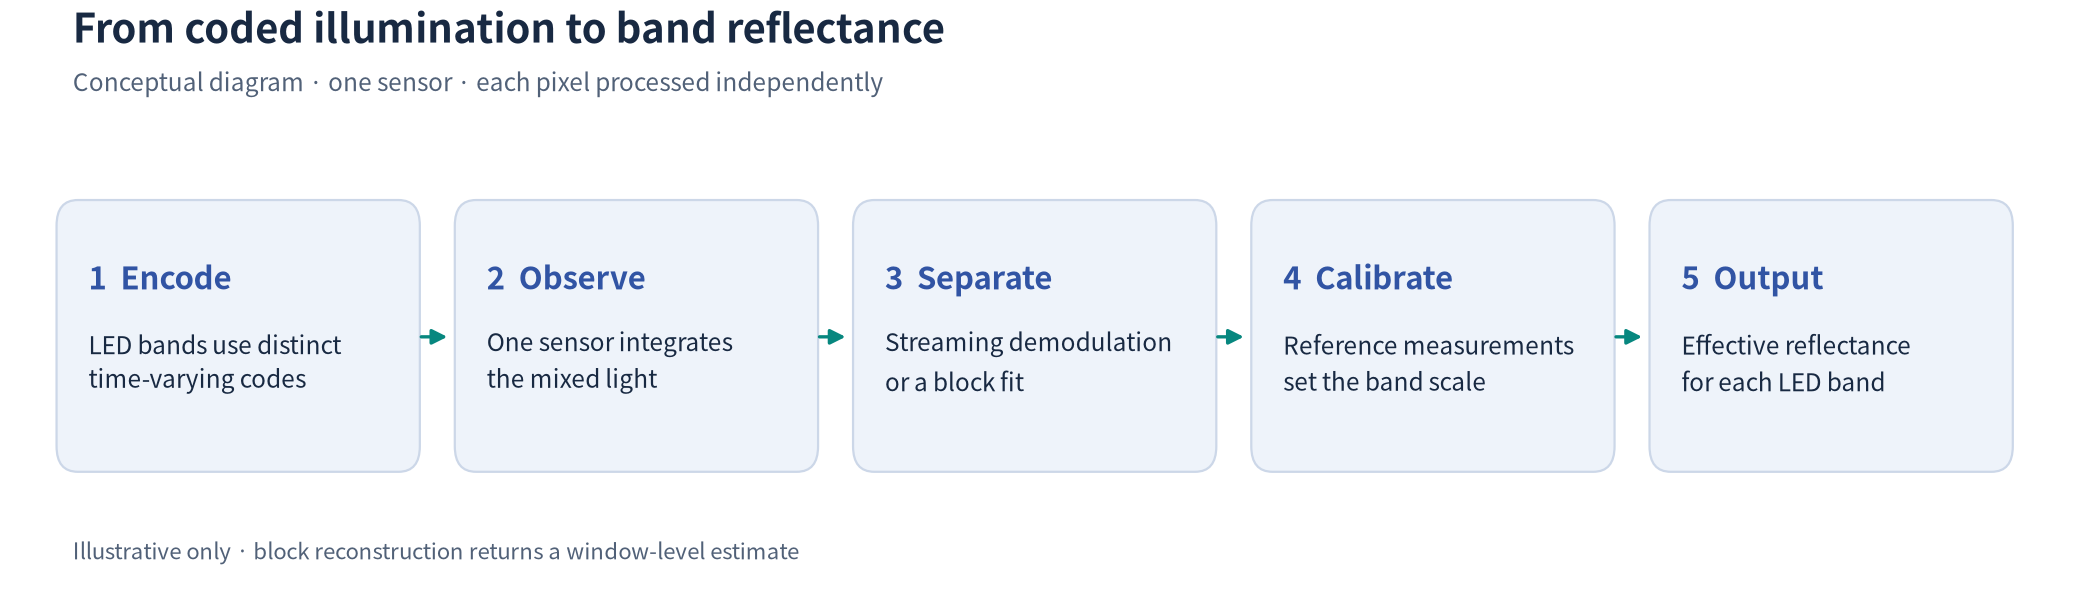 From coded illumination to band reflectance
Conceptual diagram · one sensor · each pixel processed independently
1 Encode
LED bands use distinct
time-varying codes
2 Observe
One sensor integrates
the mixed light
3 Separate
Streaming demodulation
or a block fit
4 Calibrate
Reference measurements
set the band scale
5 Output
Effective reflectance
for each LED band
Illustrative only · block reconstruction returns a window-level estimate